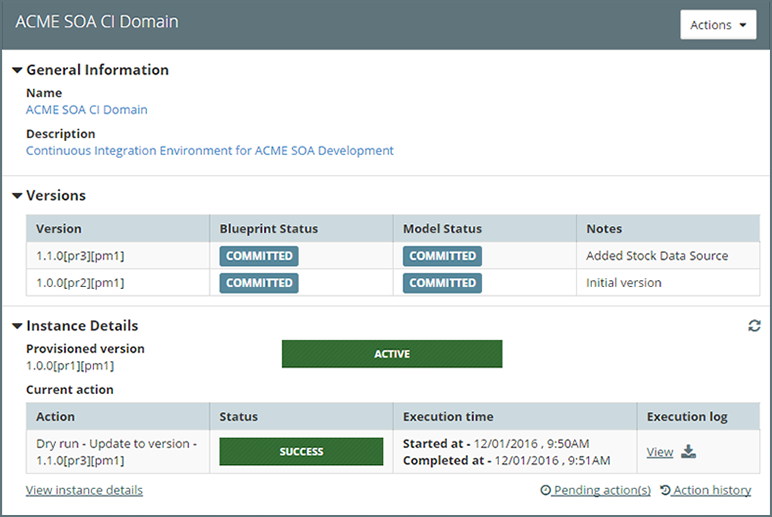 ACME SOA CI Domain
Actions
General Information
Name
ACME SOA CI Domain
Description
Continuous Integration Environment for ACME SOA Development
Versions
Version Blueprint Status Model Status Notes
1.1.0[pr3][pm1] COMMITTED COMMITTED Added Stock Data Source
1.0.0[pr2][pm1] COMMITTED COMMITTED Initial version
Instance Details
Provisioned version
ACTIVE
1.0.0[pr1][pm1]
Current action
Action Status Execution time Execution log
Dry run - Update to version - SUCCESS Started at - 12/01/2016 , 9:50AM View
1.1.0[pr3][pm1] Completed at - 12/01/2016 , 9:51AM
View instance details Pending action(s) Action history